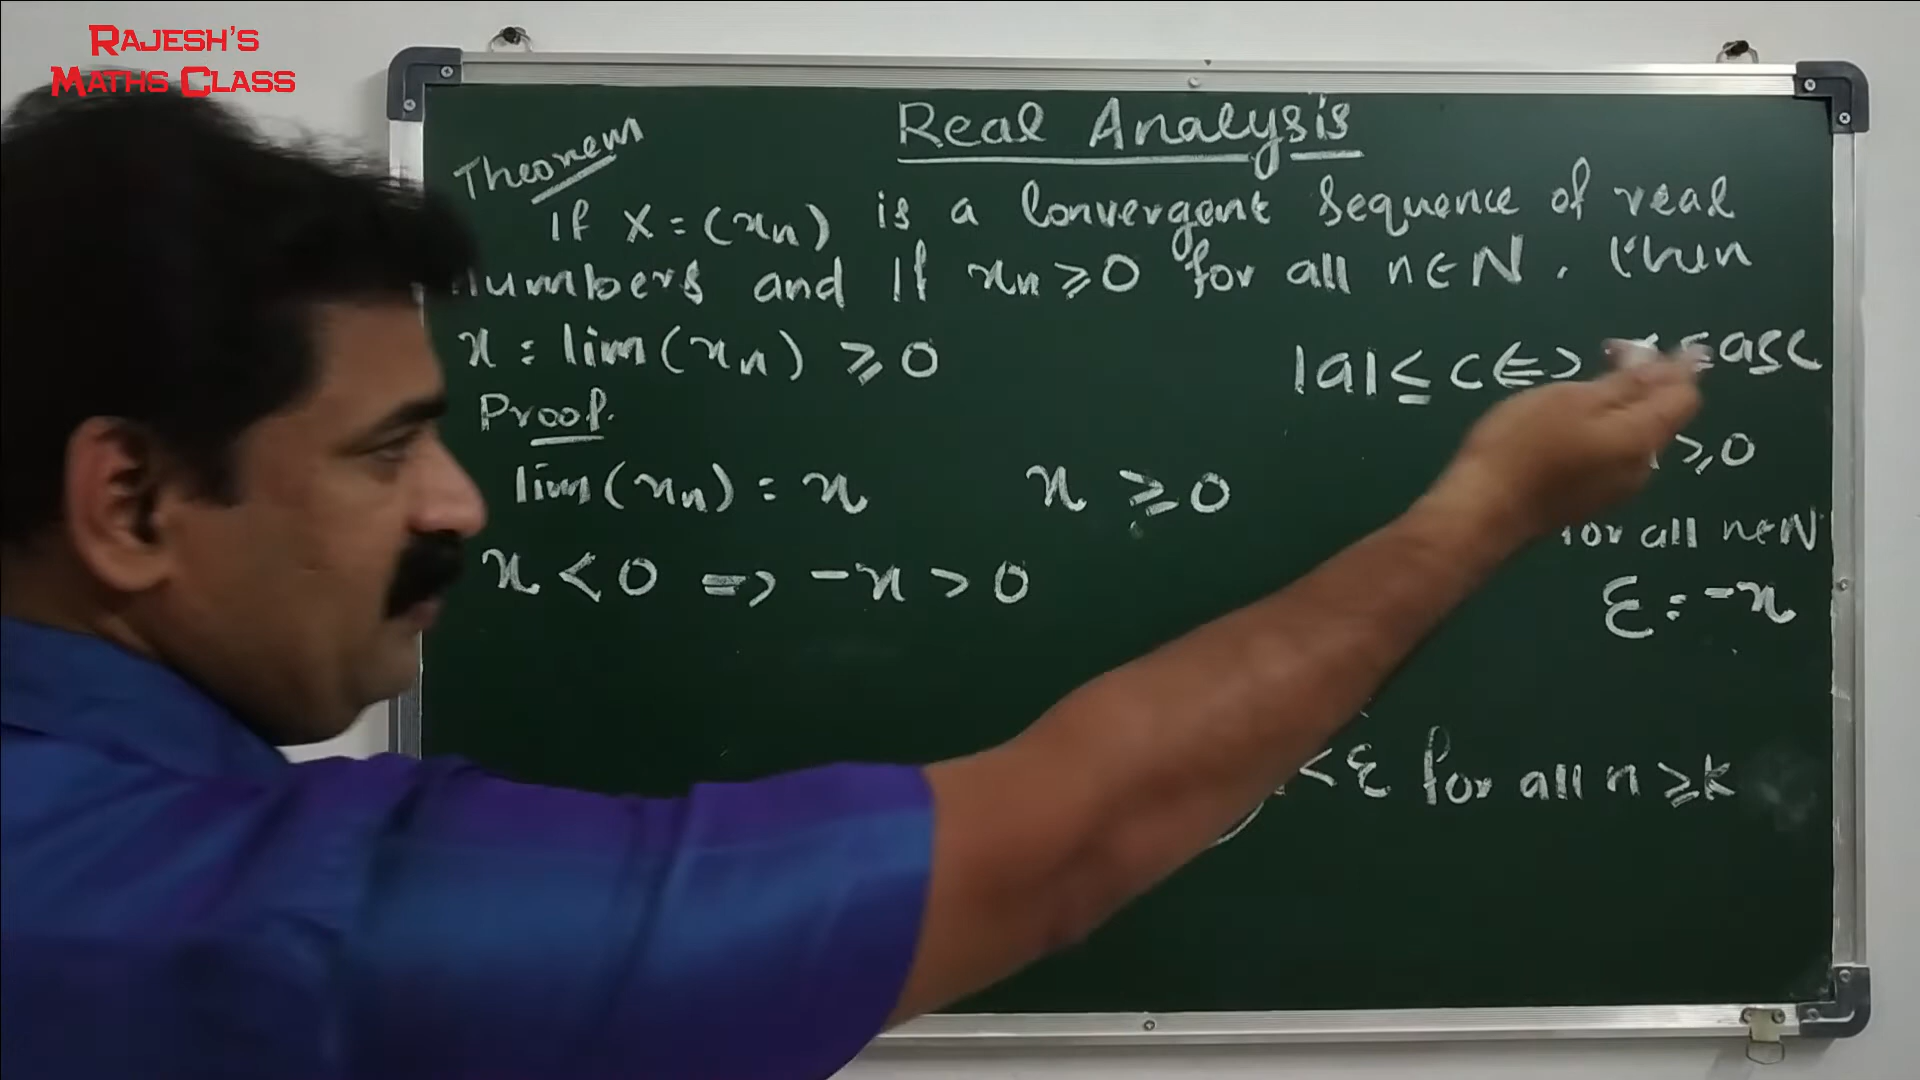 RAJESH'S
MATHS CLASS
Real Analysis
Theorem
If X = (xn) is a Convergent Sequence of real
numbers and If xn ≥ 0 for all n ∈ N. then
x = lim(xn) ≥ 0
|a| ≤ c <=> ≤ a ≤ c
Proof.
≥ 0
lim(xn) = x x ≥ 0
for all n ∈ N
x < 0 => -x > 0
ε = -x
< ε for all n ≥ k